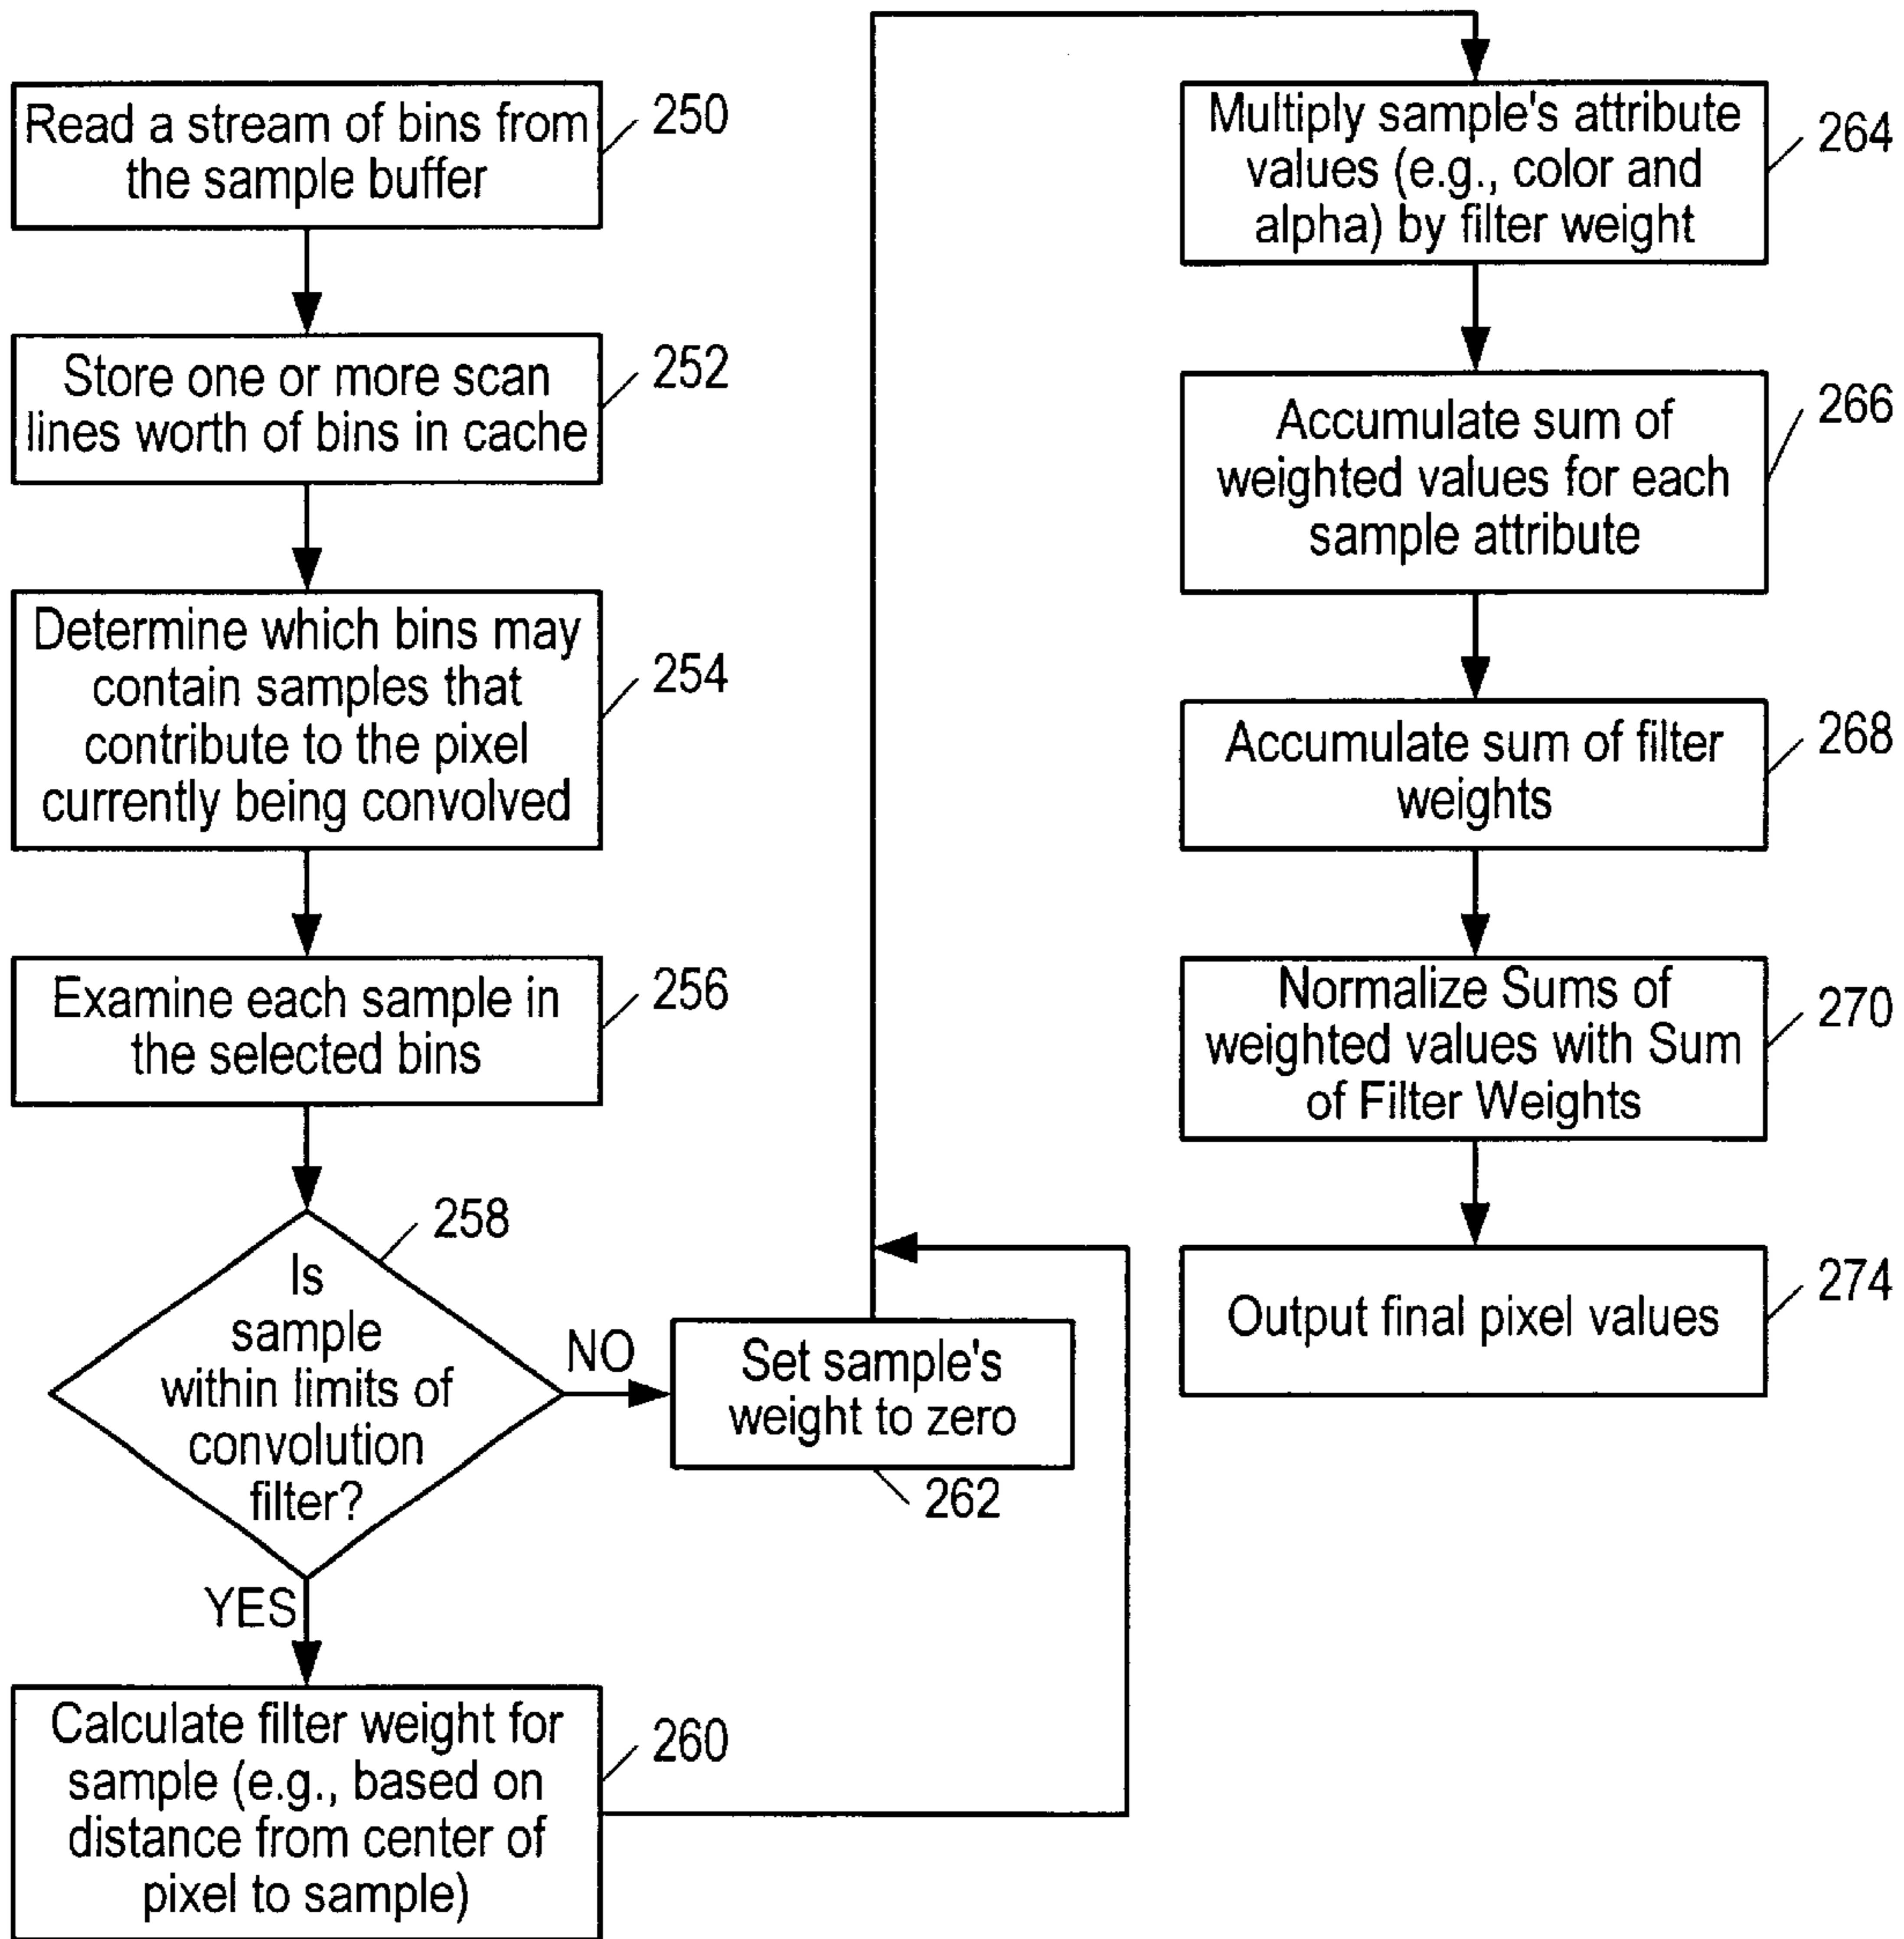 Read a stream of bins from
the sample buffer
250
Store one or more scan
lines worth of bins in cache
252
Determine which bins may
contain samples that
contribute to the pixel
currently being convolved
254
Examine each sample in
the selected bins
256
258
Is
sample
within limits of
convolution
filter?
NO
Set sample's
weight to zero
262
YES
Calculate filter weight for
sample (e.g., based on
distance from center of
pixel to sample)
260
Multiply sample's attribute
values (e.g., color and
alpha) by filter weight
264
Accumulate sum of
weighted values for each
sample attribute
266
Accumulate sum of filter
weights
268
Normalize Sums of
weighted values with Sum
of Filter Weights
270
Output final pixel values
274